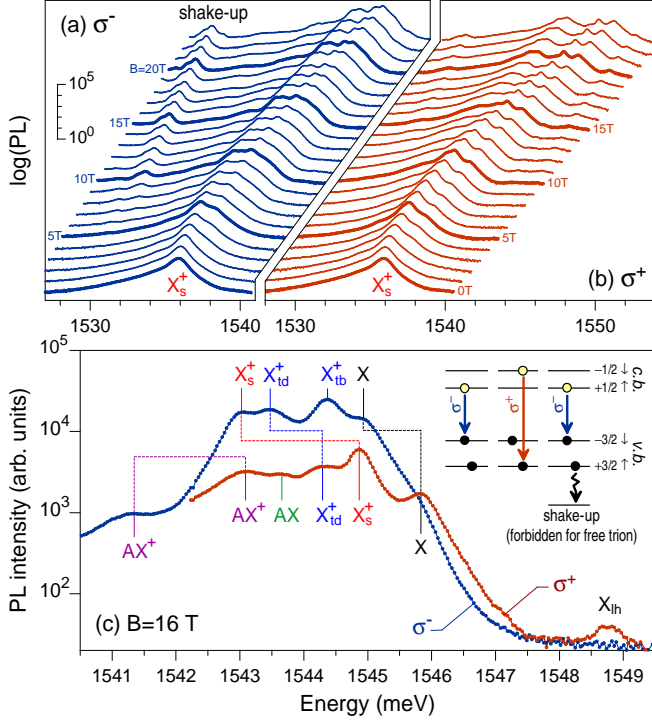 (a) σ⁻
shake-up
10⁵
10⁰
log(PL)
B=20T
15T
10T
5T
X⁺ₛ
1530
1540
(b) σ⁺
15T
10T
5T
0T
X⁺ₛ
1530
1540
1550
10⁵
10⁴
10³
10²
PL intensity (arb. units)
X⁺ₛ
X⁺td
X⁺tb
X
AX⁺
AX⁺
AX
X⁺td
X⁺ₛ
X
σ⁻
σ⁺
Xlh
(c) B=16 T
−1/2 ↓
+1/2 ↑
c.b.
σ⁻
σ⁺
σ⁻
−3/2 ↓
+3/2 ↑
v.b.
shake-up
(forbidden for free trion)
1541
1542
1543
1544
1545
1546
1547
1548
1549
Energy (meV)